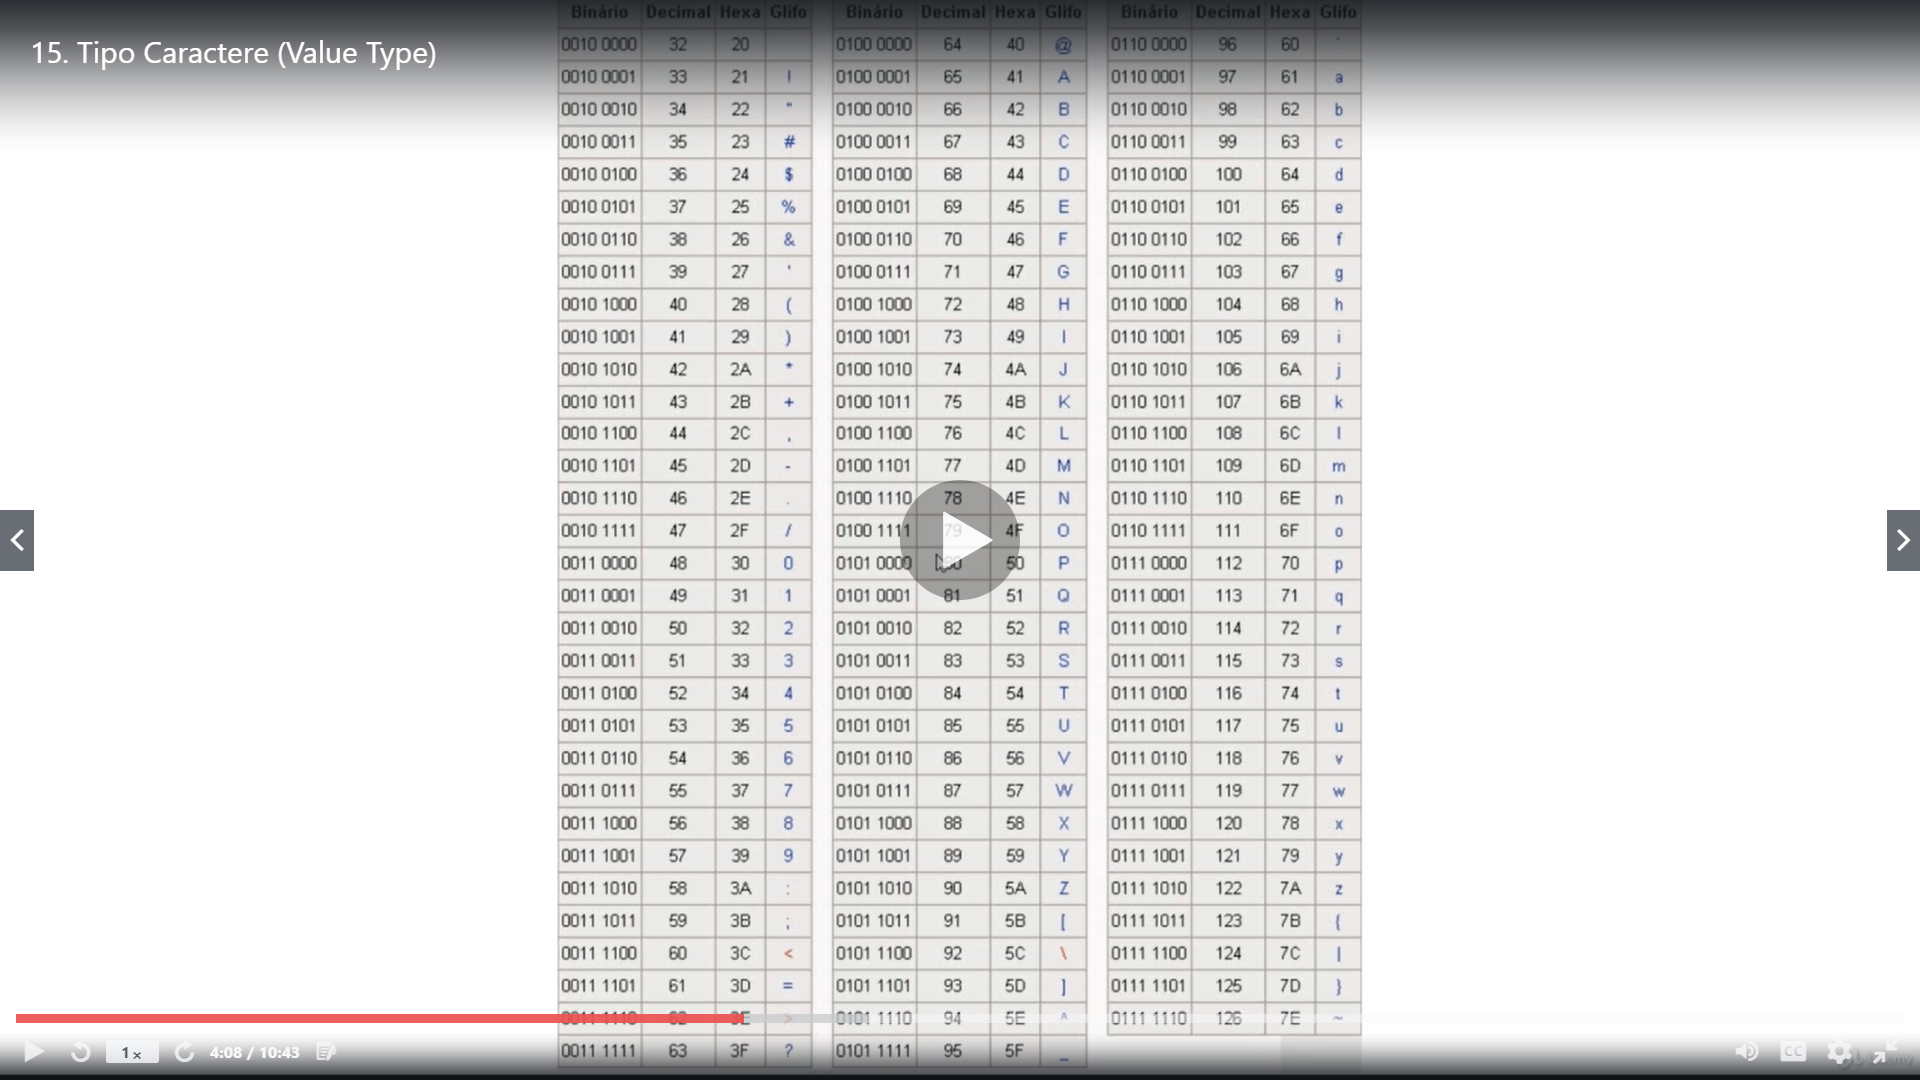 15. Tipo Caractere (Value Type)
Binário Decimal Hexa Glifo
0010 0000 32 20
0010 0001 33 21 !
0010 0010 34 22 "
0010 0011 35 23 #
0010 0100 36 24 $
0010 0101 37 25 %
0010 0110 38 26 &
0010 0111 39 27 '
0010 1000 40 28 (
0010 1001 41 29 )
0010 1010 42 2A *
0010 1011 43 2B +
0010 1100 44 2C ,
0010 1101 45 2D -
0010 1110 46 2E .
0010 1111 47 2F /
0011 0000 48 30 0
0011 0001 49 31 1
0011 0010 50 32 2
0011 0011 51 33 3
0011 0100 52 34 4
0011 0101 53 35 5
0011 0110 54 36 6
0011 0111 55 37 7
0011 1000 56 38 8
0011 1001 57 39 9
0011 1010 58 3A :
0011 1011 59 3B ;
0011 1100 60 3C <
0011 1101 61 3D =
0011 1110 62 3E >
0011 1111 63 3F ?
Binário Decimal Hexa Glifo
0100 0000 64 40 @
0100 0001 65 41 A
0100 0010 66 42 B
0100 0011 67 43 C
0100 0100 68 44 D
0100 0101 69 45 E
0100 0110 70 46 F
0100 0111 71 47 G
0100 1000 72 48 H
0100 1001 73 49 I
0100 1010 74 4A J
0100 1011 75 4B K
0100 1100 76 4C L
0100 1101 77 4D M
0100 1110 78 4E N
0100 1111 79 4F O
0101 0000 80 50 P
0101 0001 81 51 Q
0101 0010 82 52 R
0101 0011 83 53 S
0101 0100 84 54 T
0101 0101 85 55 U
0101 0110 86 56 V
0101 0111 87 57 W
0101 1000 88 58 X
0101 1001 89 59 Y
0101 1010 90 5A Z
0101 1011 91 5B [
0101 1100 92 5C \
0101 1101 93 5D ]
0101 1110 94 5E ^
0101 1111 95 5F _
Binário Decimal Hexa Glifo
0110 0000 96 60 `
0110 0001 97 61 a
0110 0010 98 62 b
0110 0011 99 63 c
0110 0100 100 64 d
0110 0101 101 65 e
0110 0110 102 66 f
0110 0111 103 67 g
0110 1000 104 68 h
0110 1001 105 69 i
0110 1010 106 6A j
0110 1011 107 6B k
0110 1100 108 6C l
0110 1101 109 6D m
0110 1110 110 6E n
0110 1111 111 6F o
0111 0000 112 70 p
0111 0001 113 71 q
0111 0010 114 72 r
0111 0011 115 73 s
0111 0100 116 74 t
0111 0101 117 75 u
0111 0110 118 76 v
0111 0111 119 77 w
0111 1000 120 78 x
0111 1001 121 79 y
0111 1010 122 7A z
0111 1011 123 7B {
0111 1100 124 7C |
0111 1101 125 7D }
0111 1110 126 7E ~
1x
4:08 / 10:43
CC